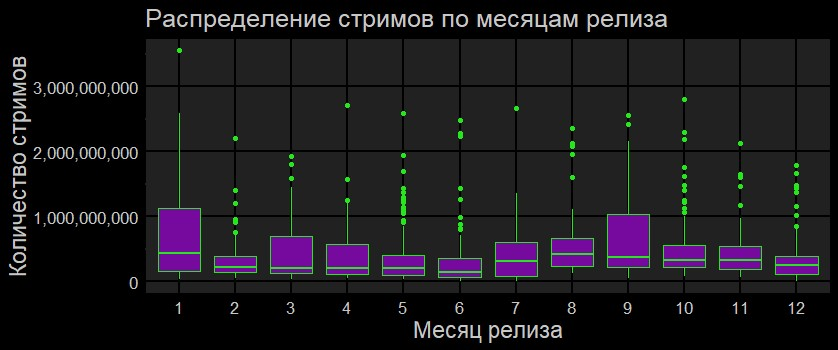 Распределение стримов по месяцам релиза
Количество стримов
3,000,000,000
2,000,000,000
1,000,000,000
0
1 2 3 4 5 6 7 8 9 10 11 12
Месяц релиза